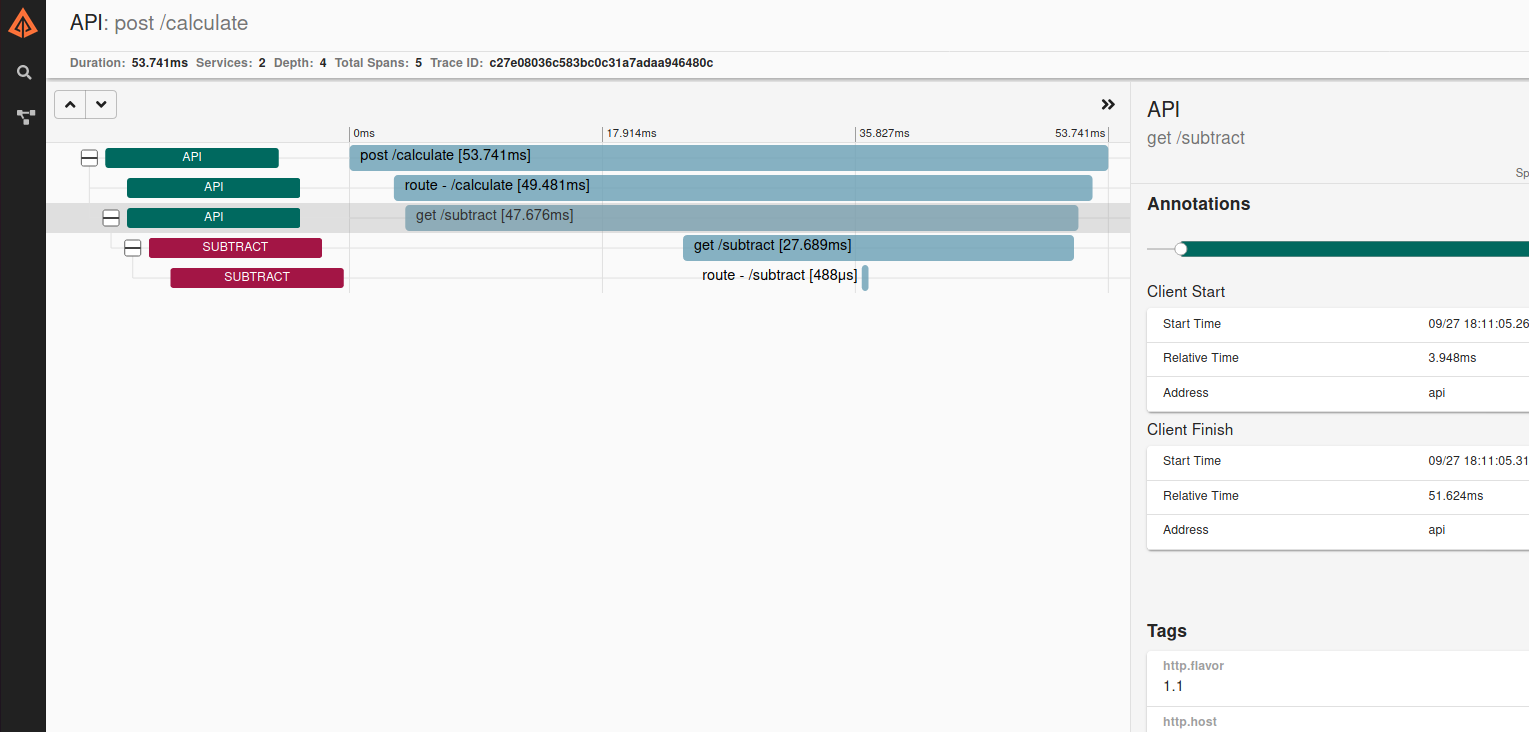 API: post /calculate
Duration: 53.741ms Services: 2 Depth: 4 Total Spans: 5 Trace ID: c27e08036c583bc0c31a7adaa946480c
0ms 17.914ms 35.827ms 53.741ms
API post /calculate [53.741ms]
API route - /calculate [49.481ms]
API get /subtract [47.676ms]
SUBTRACT get /subtract [27.689ms]
SUBTRACT route - /subtract [488μs]
API
get /subtract
Sp
Annotations
Client Start
Start Time 09/27 18:11:05.26
Relative Time 3.948ms
Address api
Client Finish
Start Time 09/27 18:11:05.31
Relative Time 51.624ms
Address api
Tags
http.flavor
1.1
http.host